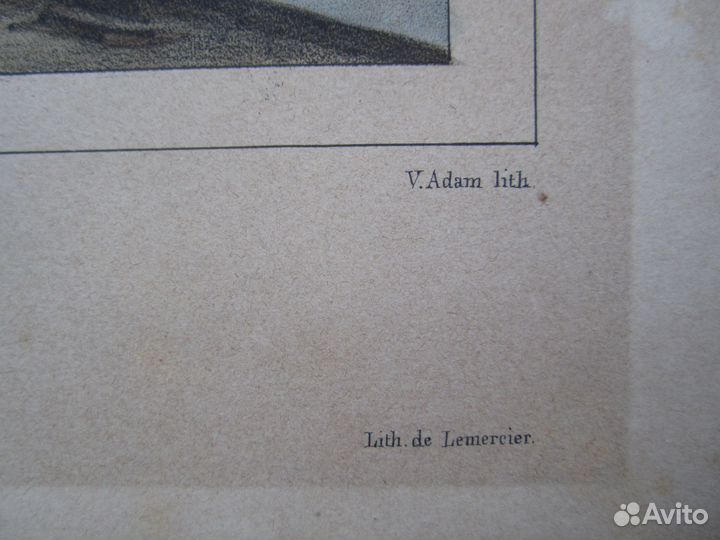 V. Adam lith.
Lith. de Lemercier.
Avito